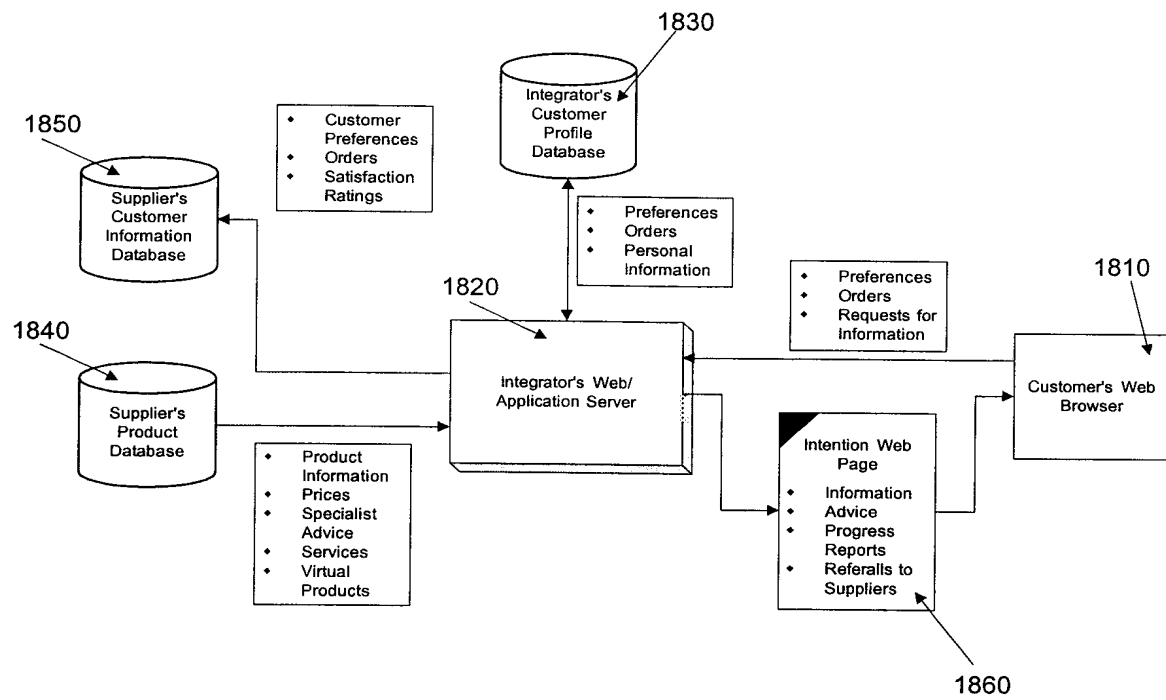 1830
Integrator's
Customer
Profile
Database
1850
Customer
Preferences
Orders
Satisfaction
Ratings
Supplier's
Customer
Information
Database
Preferences
Orders
Personal
Information
1810
Preferences
Orders
Requests for
Information
1820
1840
Integrator's Web/
Application Server
Customer's Web
Browser
Supplier's
Product
Database
Intention Web
Page
Information
Advice
Progress
Reports
Referalls to
Suppliers
Product
Information
Prices
Specialist
Advice
Services
Virtual
Products
1860